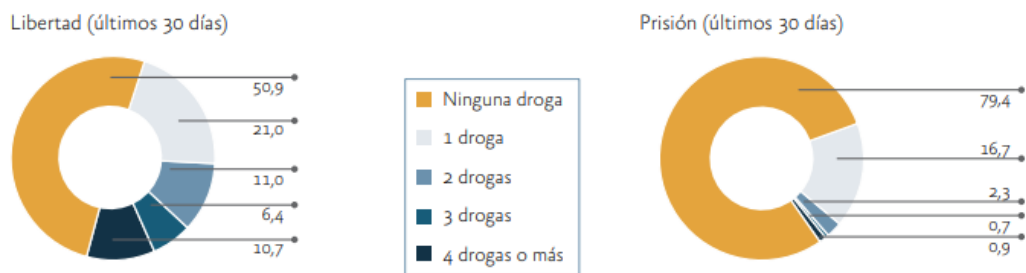 Libertad (últimos 30 días)
50,9
21,0
11,0
6,4
10,7
Ninguna droga
1 droga
2 drogas
3 drogas
4 drogas o más
Prisión (últimos 30 días)
79,4
16,7
2,3
0,7
0,9